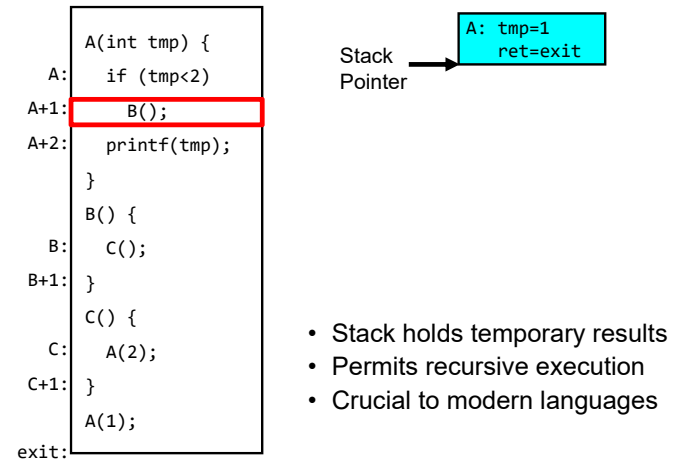 A(int tmp) {
A: if (tmp<2)
A+1: B();
A+2: printf(tmp);
}
B() {
B: C();
B+1: }
C() {
C: A(2);
C+1: }
A(1);
exit:
Stack
Pointer
A: tmp=1
ret=exit
• Stack holds temporary results
• Permits recursive execution
• Crucial to modern languages